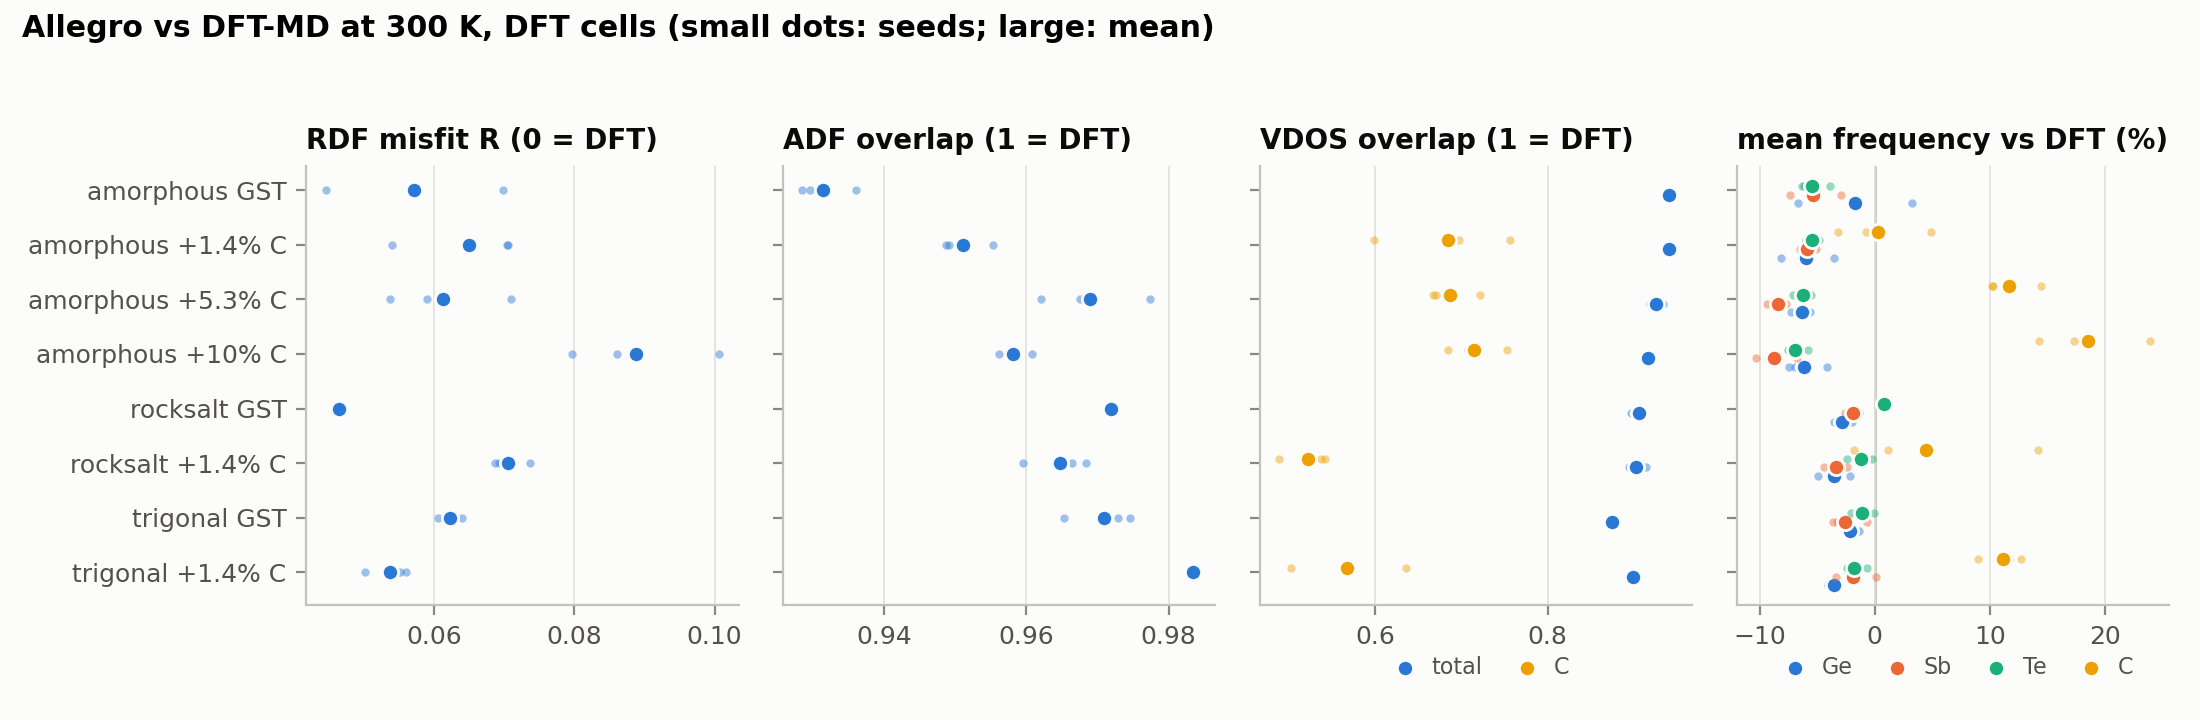 Allegro vs DFT-MD at 300 K, DFT cells (small dots: seeds; large: mean)
RDF misfit R (0 = DFT)
ADF overlap (1 = DFT)
VDOS overlap (1 = DFT)
mean frequency vs DFT (%)
amorphous GST
amorphous +1.4% C
amorphous +5.3% C
amorphous +10% C
rocksalt GST
rocksalt +1.4% C
trigonal GST
trigonal +1.4% C
0.06 0.08 0.10
0.94 0.96 0.98
0.6 0.8
−10 0 10 20
total C
Ge Sb Te C